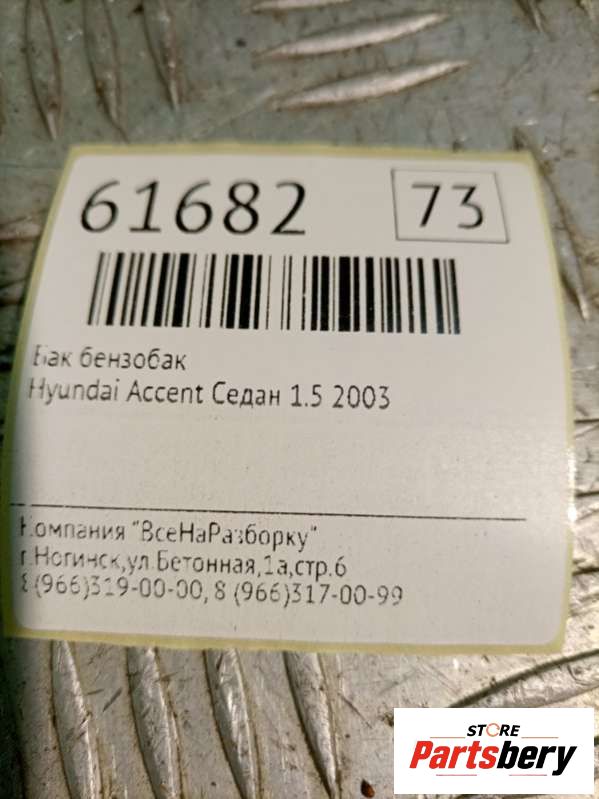 61682 73
Бак бензобак
Hyundai Accent Седан 1.5 2003
Компания "ВсеНаРазборку"
г.Ногинск,ул.Бетонная,1а,стр.6
8 (966)319-00-00, 8 (966)317-00-99
STORE
Partsbery